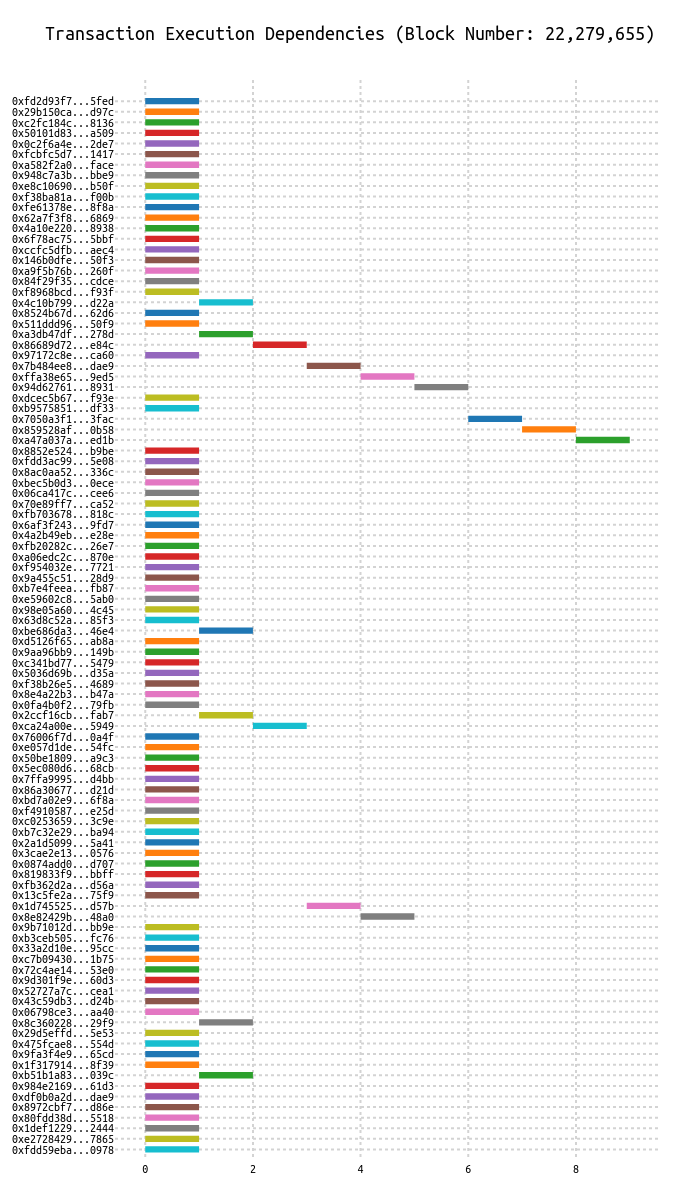 Transaction Execution Dependencies (Block Number: 22,279,655)
0xfd2d93f7...5fed
0x29b150ca...d97c
0xc2fc184c...8136
0x50101d83...a509
0x0c2f6a4e...2de7
0xfcbfc5d7...1417
0xa582f2a0...face
0x948c7a3b...bbe9
0xe8c10690...b50f
0xf38ba81a...f00b
0xfe61378e...8f8a
0x62a7f3f8...6869
0x4a10e220...8938
0x6f78ac75...5bbf
0xccfc5dfb...aec4
0x146b0dfe...50f3
0xa9f5b76b...260f
0x84f29f35...cdce
0xf8968bcd...f93f
0x4c10b799...d22a
0x8524b67d...62d6
0x511ddd96...50f9
0xa3db47df...278d
0x86689d72...e84c
0x97172c8e...ca60
0x7b484ee8...dae9
0xffa38e65...9ed5
0x94d62761...8931
0xdcec5b67...f93e
0xb9575851...df33
0x7050a3f1...3fac
0x859528af...0b58
0xa47a037a...ed1b
0x8852e524...b9be
0xfdd3ac99...5e08
0x8ac0aa52...336c
0xbec5b0d3...0ece
0x06ca417c...cee6
0x70e89ff7...ca52
0xfb703678...818c
0x6af3f243...9fd7
0x4a2b49eb...e28e
0xfb20282c...26e7
0xa06edc2c...870e
0xf954032e...7721
0x9a455c51...28d9
0xb7e4feea...fb87
0xe59602c8...5ab0
0x98e05a60...4c45
0x63d8c52a...85f3
0xbe686da3...46e4
0xd5126f65...ab8a
0x9aa96bb9...149b
0xc341bd77...5479
0x5036d69b...d35a
0xf38b26e5...4689
0x8e4a22b3...b47a
0x0fa4b0f2...79fb
0x2ccf16cb...fab7
0xca24a00e...5949
0x76006f7d...0a4f
0xe057d1de...54fc
0x50be1809...a9c3
0x5ec080d6...68cb
0x7ffa9995...d4bb
0x86a30677...d21d
0xbd7a02e9...6f8a
0xf4910587...e25d
0xc0253659...3c9e
0xb7c32e29...ba94
0x2a1d5099...5a41
0x3cae2e13...0576
0x0874add0...d707
0x819833f9...bbff
0xfb362d2a...d56a
0x13c5fe2a...75f9
0x1d745525...d57b
0x8e82429b...48a0
0x9b71012d...bb9e
0xb3ceb505...fc76
0x33a2d10e...95cc
0xc7b09430...1b75
0x72c4ae14...53e0
0x9d301f9e...60d3
0x52727a7c...cea1
0x43c59db3...d24b
0x06798ce3...aa40
0x8c360228...29f9
0x29d5effd...5e53
0x475fcae8...554d
0x9fa3f4e9...65cd
0x1f317914...8f39
0xb51b1a83...039c
0x984e2169...61d3
0xdf0b0a2d...dae9
0x8972cbf7...d86e
0x80fdd38d...5518
0x1def1229...2444
0xe2728429...7865
0xfdd59eba...0978
0 2 4 6 8